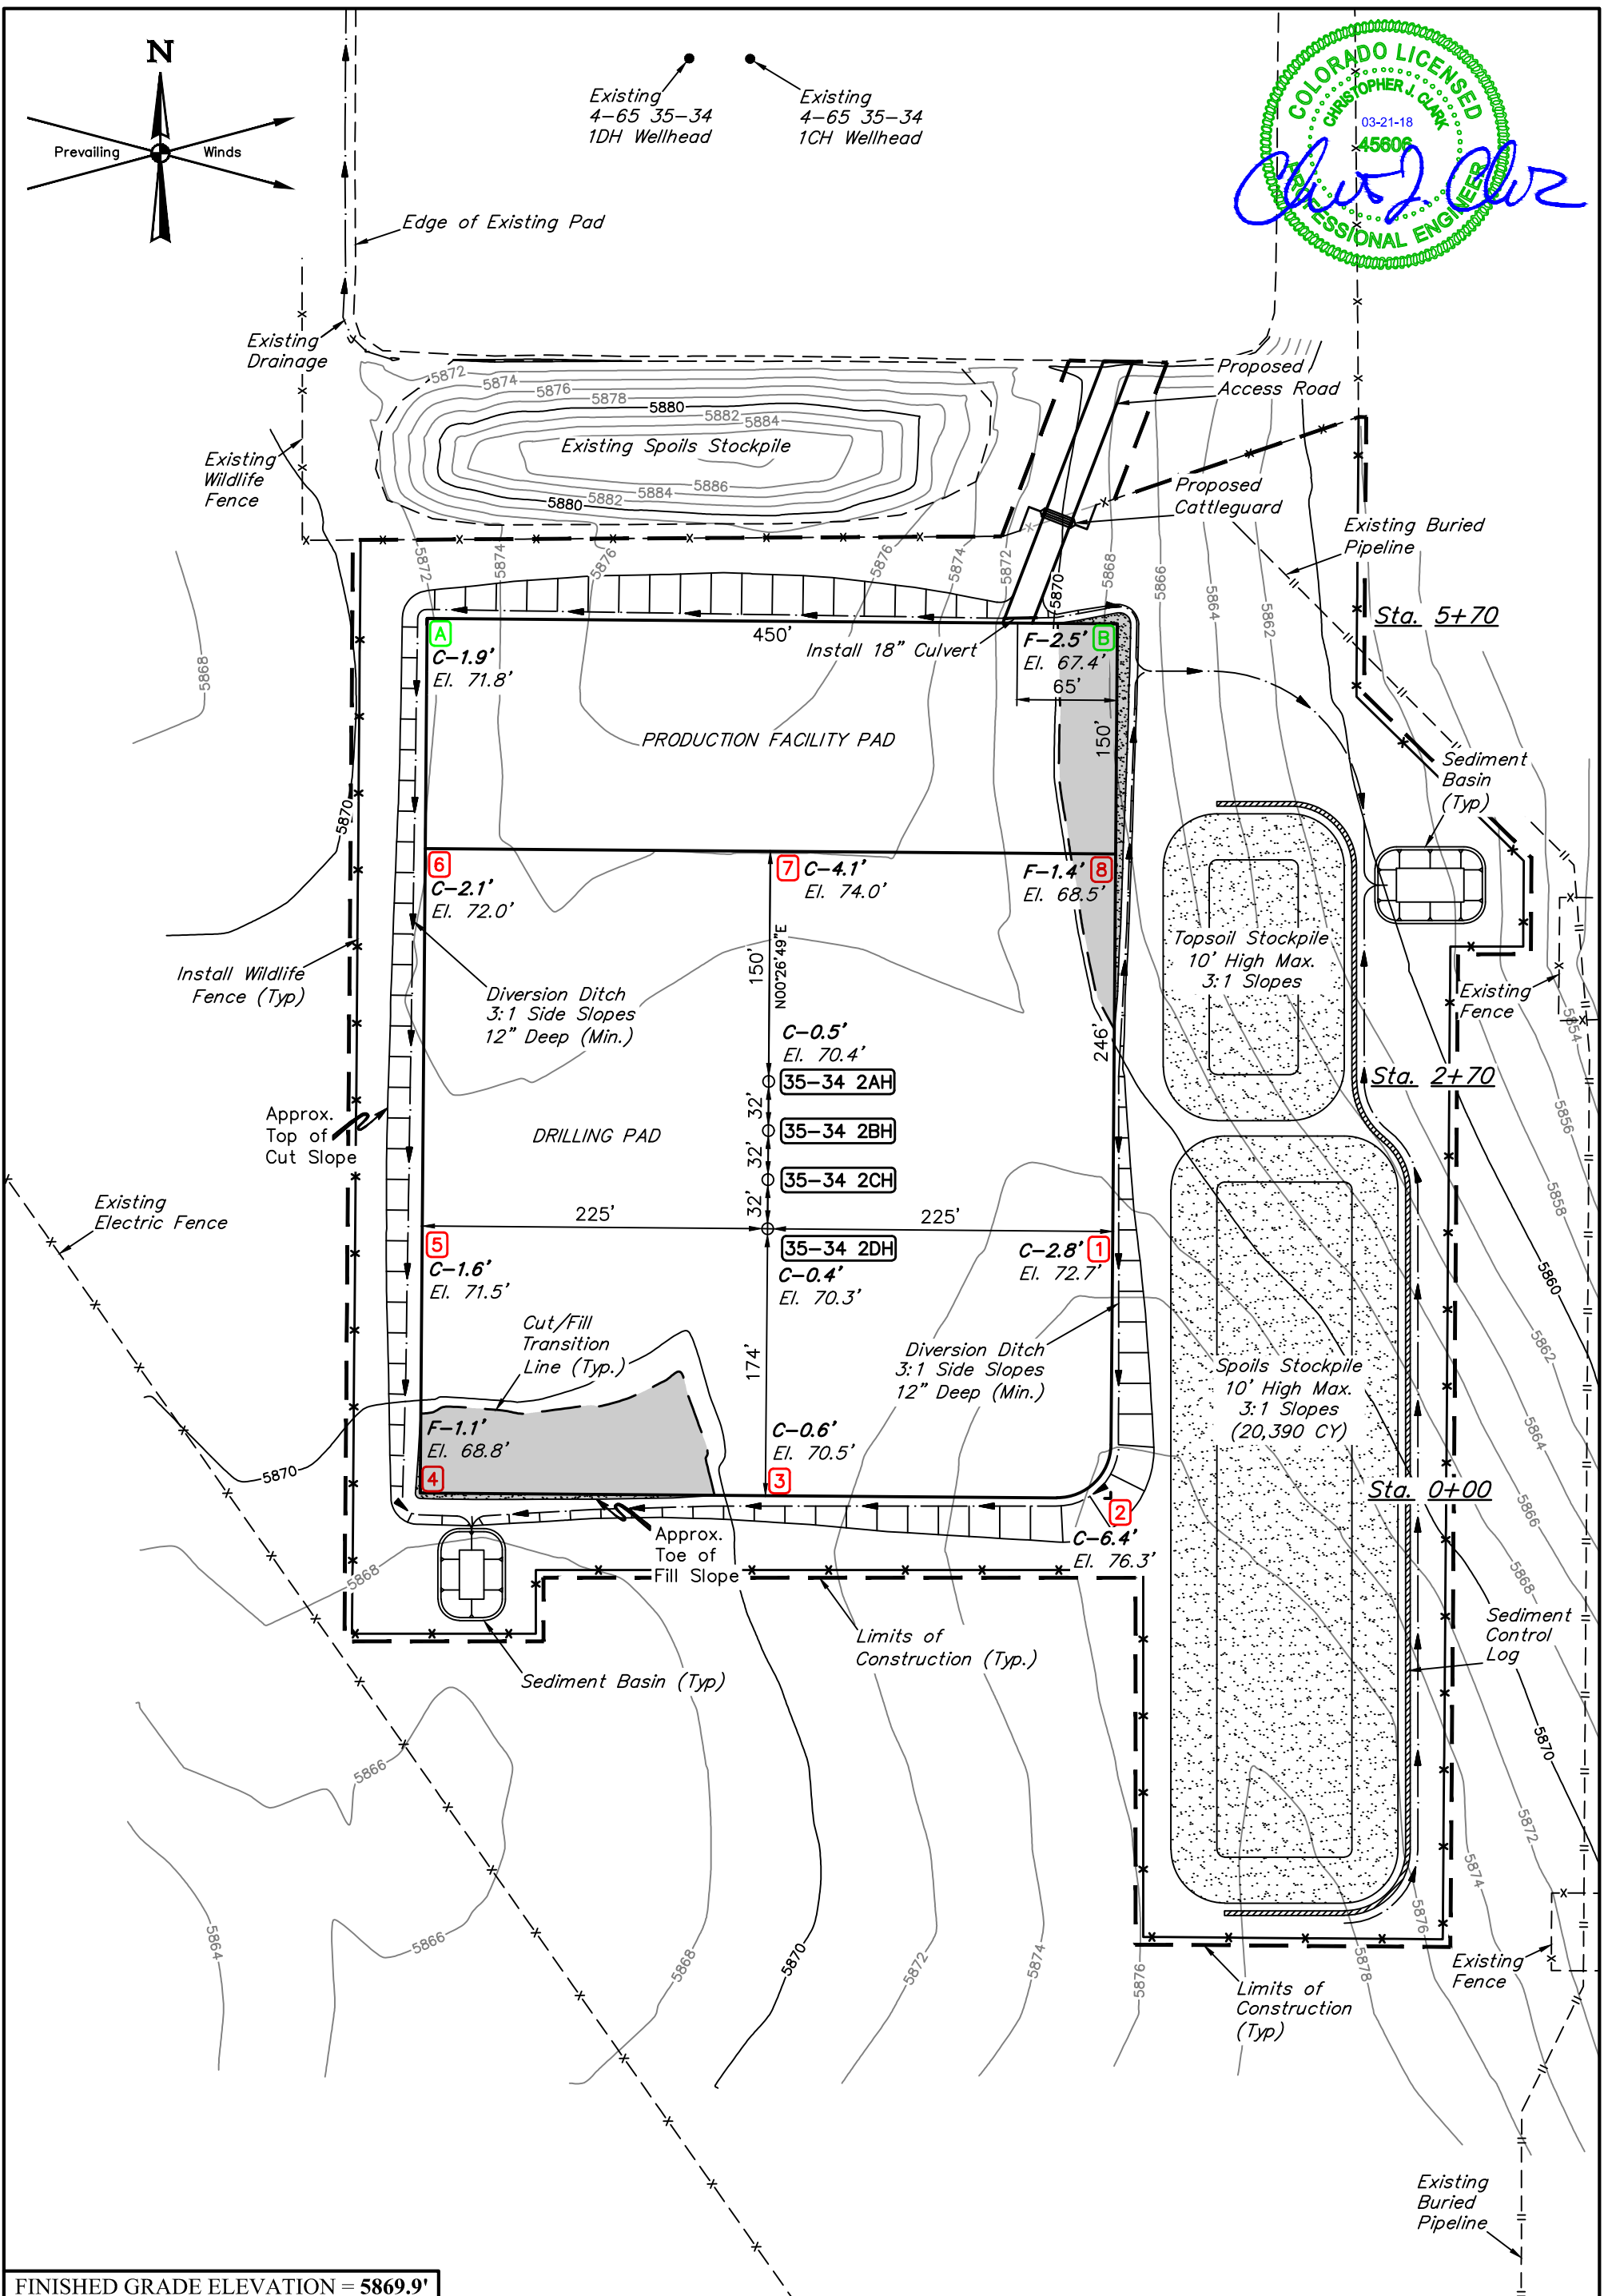 N
Prevailing Winds
Existing
4-65 35-34
1DH Wellhead
Existing
4-65 35-34
1CH Wellhead
COLORADO LICENSED
CHRISTOPHER J. CLARK
03-21-18
45606
PROFESSIONAL ENGINEER
Edge of Existing Pad
Existing
Drainage
Existing
Wildlife
Fence
5872
5874
5876
5878
5880
5882
5884
Existing Spoils Stockpile
5886
5884
5882
5880
Proposed
Access Road
Proposed
Cattleguard
Existing Buried
Pipeline
5872
5874
5876
5876
5874
5872
5870
5868
5866
5864
5862
Sta. 5+70
5868
A
C-1.9'
El. 71.8'
450'
Install 18" Culvert
F-2.5'
B
El. 67.4'
65'
150'
PRODUCTION FACILITY PAD
Sediment
Basin
(Typ)
5870
6
C-2.1'
El. 72.0'
7
C-4.1'
El. 74.0'
F-1.4'
8
El. 68.5'
Install Wildlife
Fence (Typ)
Diversion Ditch
3:1 Side Slopes
12" Deep (Min.)
150'
N00°26'49"E
Topsoil Stockpile
10' High Max.
3:1 Slopes
Existing
Fence
5854
C-0.5'
El. 70.4'
246'
35-34 2AH
32'
35-34 2BH
32'
35-34 2CH
32'
Sta. 2+70
5856
Approx.
Top of
Cut Slope
DRILLING PAD
Existing
Electric Fence
5858
225'
225'
35-34 2DH
5
C-1.6'
El. 71.5'
C-0.4'
El. 70.3'
C-2.8'
1
El. 72.7'
5860
Cut/Fill
Transition
Line (Typ.)
174'
Diversion Ditch
3:1 Side Slopes
12" Deep (Min.)
Spoils Stockpile
10' High Max.
3:1 Slopes
(20,390 CY)
5862
5864
F-1.1'
El. 68.8'
4
C-0.6'
El. 70.5'
3
5870
Sta. 0+00
5866
2
C-6.4'
El. 76.3'
Approx.
Toe of
Fill Slope
5868
5868
Limits of
Construction (Typ.)
Sediment
Control
Log
Sediment Basin (Typ)
5870
5866
5872
5874
5864
5866
5868
5870
5872
5874
5876
5878
5876
Existing
Fence
Limits of
Construction
(Typ)
Existing
Buried
Pipeline
FINISHED GRADE ELEVATION = 5869.9'